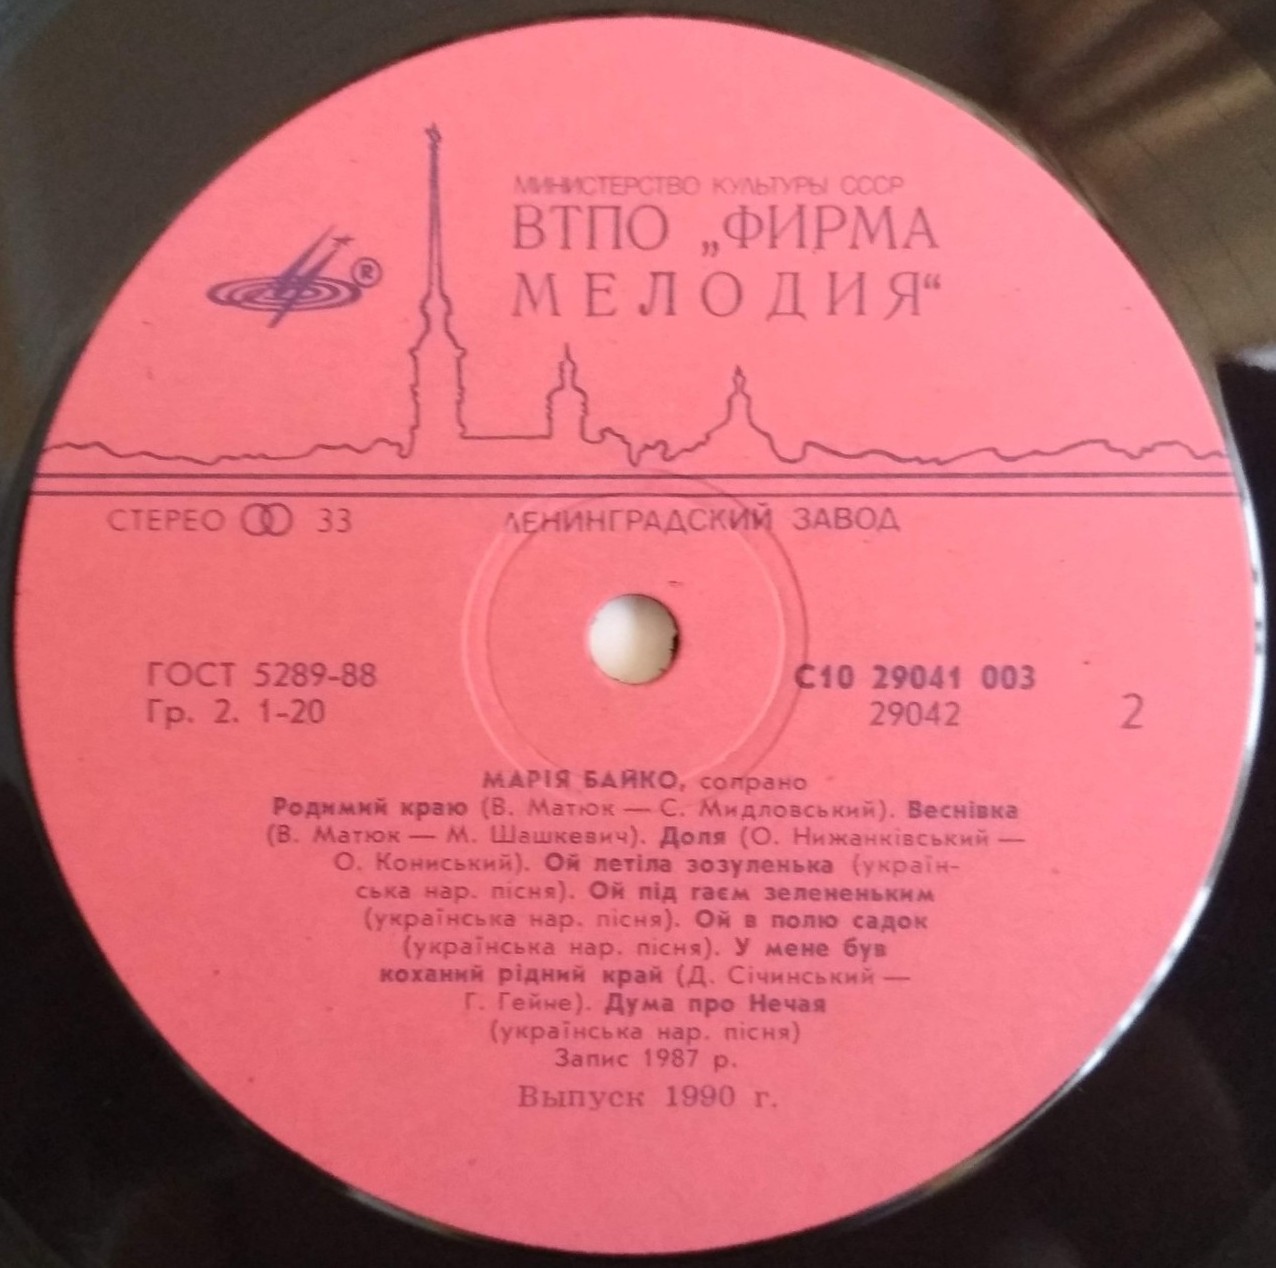 ®
МИНИСТЕРСТВО КУЛЬТУРЫ СССР
ВТПО „ФИРМА
МЕЛОДИЯ“
СТЕРЕО 33
ЛЕНИНГРАДСКИЙ ЗАВОД
ГОСТ 5289-88
Гр. 2. 1-20
С10 29041 003
29042
2
МАРІЯ БАЙКО, сопрано
Родимий краю (В. Матюк — С. Мидловський). Веснівка
(В. Матюк — М. Шашкевич). Доля (О. Нижанківський —
О. Кониський). Ой летіла зозуленька (україн-
ська нар. пісня). Ой під гаєм зелененьким
(українська нар. пісня). Ой в полю садок
(українська нар. пісня). У мене був
коханий рідний край (Д. Січинський —
Г. Гейне). Дума про Нечая
(українська нар. пісня)
Запис 1987 р.
Выпуск 1990 г.